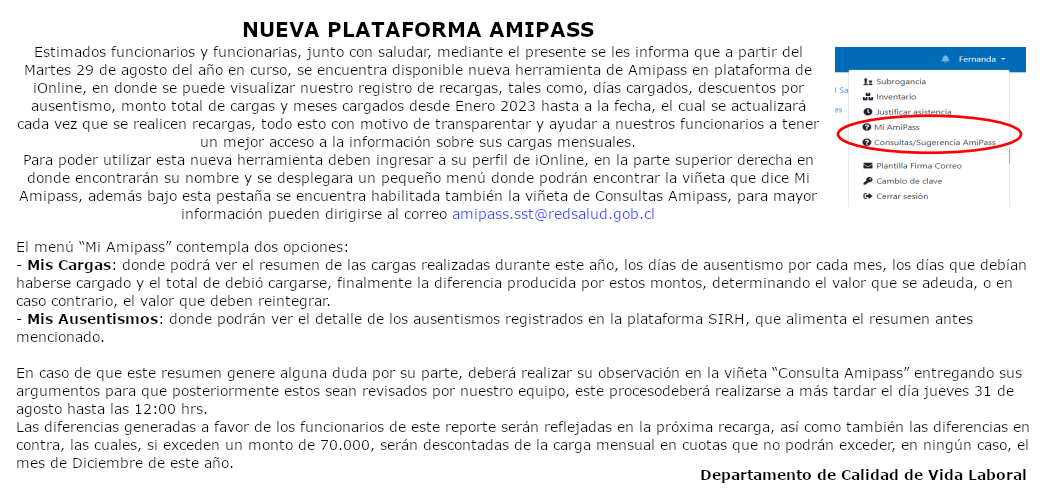 NUEVA PLATAFORMA AMIPASS
Estimados funcionarios y funcionarias, junto con saludar, mediante el presente se les informa que a partir del
Martes 29 de agosto del año en curso, se encuentra disponible nueva herramienta de Amipass en plataforma de
iOnline, en donde se puede visualizar nuestro registro de recargas, tales como, días cargados, descuentos por
ausentismo, monto total de cargas y meses cargados desde Enero 2023 hasta a la fecha, el cual se actualizará
cada vez que se realicen recargas, todo esto con motivo de transparentar y ayudar a nuestros funcionarios a tener
un mejor acceso a la información sobre sus cargas mensuales.
Para poder utilizar esta nueva herramienta deben ingresar a su perfil de iOnline, en la parte superior derecha en
donde encontrarán su nombre y se desplegara un pequeño menú donde podrán encontrar la viñeta que dice Mi
Amipass, además bajo esta pestaña se encuentra habilitada también la viñeta de Consultas Amipass, para mayor
información pueden dirigirse al correo amipass.sst@redsalud.gob.cl
Fernanda
Subrogancia
Inventario
Justificar asistencia
Mi AmiPass
Consultas/Sugerencia AmiPass
Plantilla Firma Correo
Cambio de clave
Cerrar sesión
El menú “Mi Amipass” contempla dos opciones:
- Mis Cargas: donde podrá ver el resumen de las cargas realizadas durante este año, los días de ausentismo por cada mes, los días que debían
haberse cargado y el total de debió cargarse, finalmente la diferencia producida por estos montos, determinando el valor que se adeuda, o en
caso contrario, el valor que deben reintegrar.
- Mis Ausentismos: donde podrán ver el detalle de los ausentismos registrados en la plataforma SIRH, que alimenta el resumen antes
mencionado.
En caso de que este resumen genere alguna duda por su parte, deberá realizar su observación en la viñeta “Consulta Amipass” entregando sus
argumentos para que posteriormente estos sean revisados por nuestro equipo, este procesodeberá realizarse a más tardar el día jueves 31 de
agosto hasta las 12:00 hrs.
Las diferencias generadas a favor de los funcionarios de este reporte serán reflejadas en la próxima recarga, así como también las diferencias en
contra, las cuales, si exceden un monto de 70.000, serán descontadas de la carga mensual en cuotas que no podrán exceder, en ningún caso, el
mes de Diciembre de este año.
Departamento de Calidad de Vida Laboral